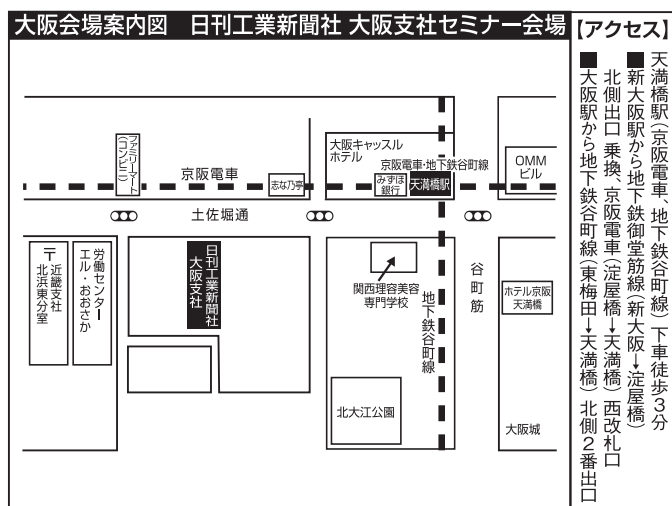 大阪会場案内図 日刊工業新聞社 大阪支社セミナー会場
【アクセス】
天満橋駅(京阪電車、地下鉄谷町線)下車徒歩3分
■新大阪駅から地下鉄御堂筋線(新大阪→淀屋橋)
北側出口 乗換、京阪電車(淀屋橋→天満橋)西改札口
■大阪駅から地下鉄谷町線(東梅田→天満橋)北側2番出口
ファミリーマート
(コンビニ)
京阪電車
志な乃亭
大阪キャッスル
ホテル
京阪電車・地下鉄谷町線
みずほ
銀行
天満橋駅
OMM
ビル
土佐堀通
〒
近畿支社
北浜東分室
労働センター
エル・おおさか
日刊工業新聞社
大阪支社
関西理容美容
専門学校
地下鉄谷町線
谷町筋
ホテル京阪
天満橋
北大江公園
大阪城